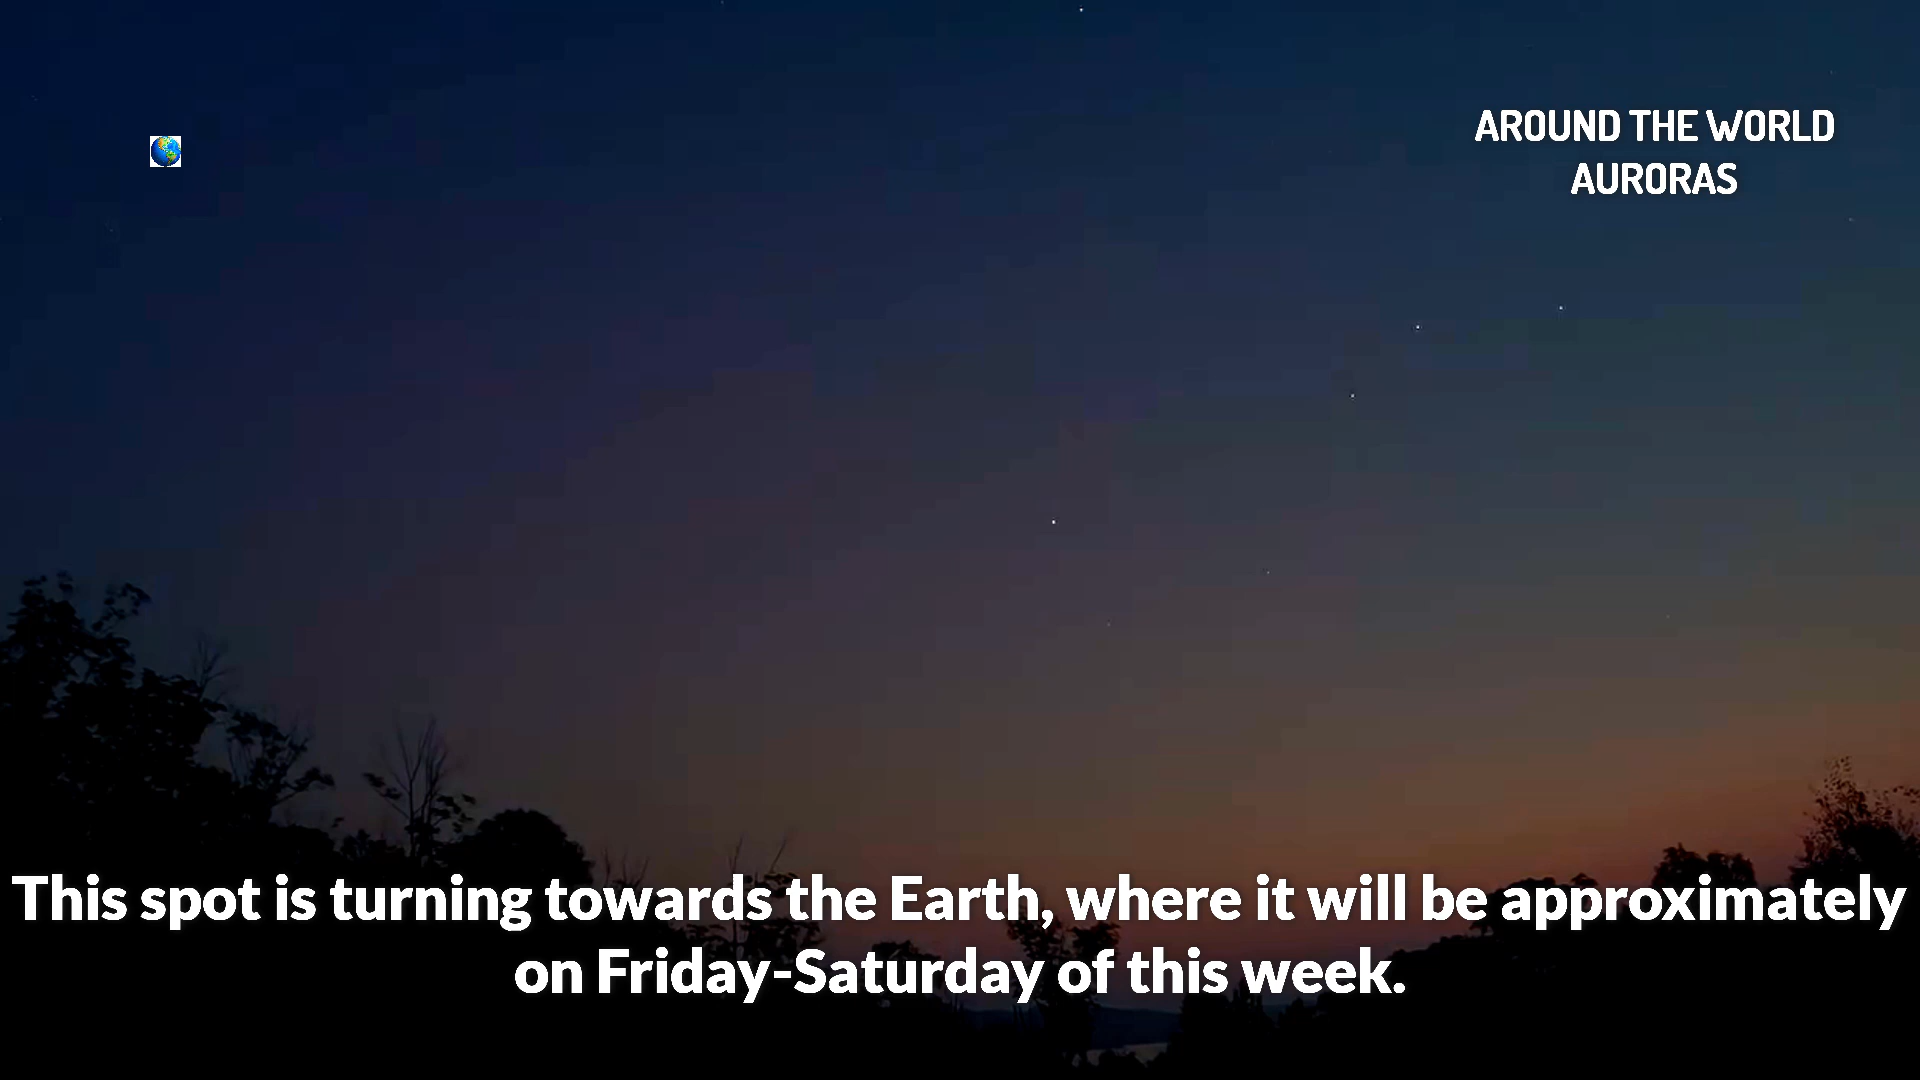 AROUND THE WORLD
AURORAS
This spot is turning towards the Earth, where it will be approximately
on Friday-Saturday of this week.